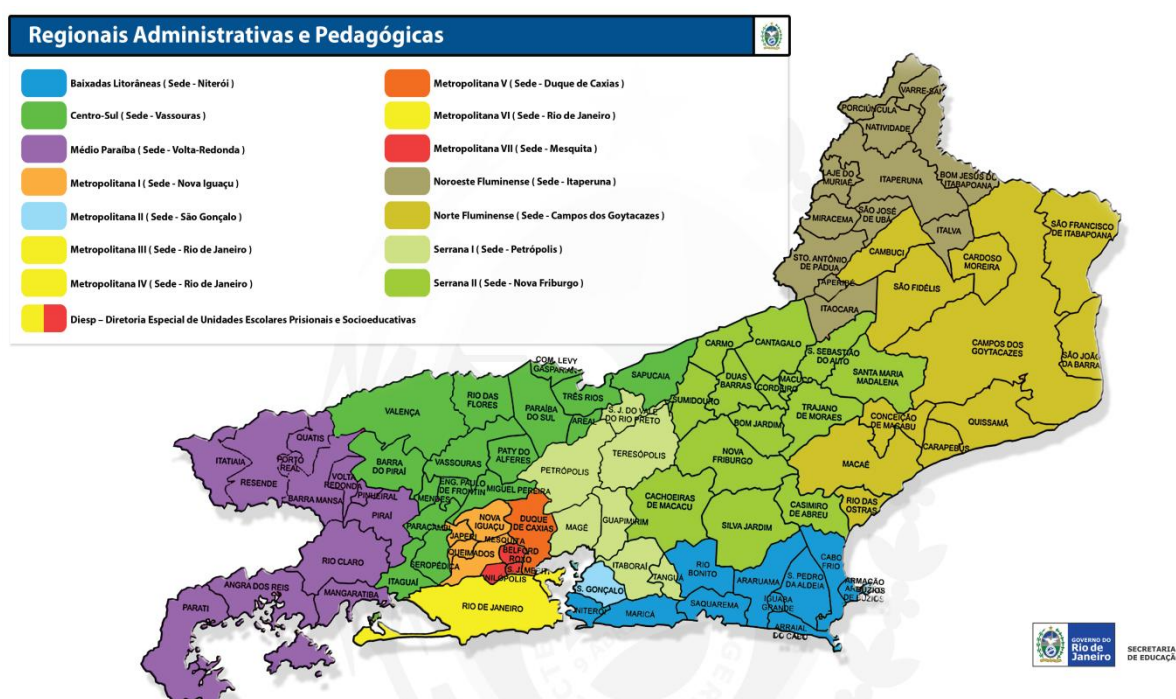 Regionais Administrativas e Pedagógicas
Baixadas Litorâneas ( Sede - Niterói )
Centro-Sul ( Sede - Vassouras )
Médio Paraíba ( Sede - Volta-Redonda )
Metropolitana I ( Sede - Nova Iguaçu )
Metropolitana II ( Sede - São Gonçalo )
Metropolitana III ( Sede - Rio de Janeiro )
Metropolitana IV ( Sede - Rio de Janeiro )
Diesp – Diretoria Especial de Unidades Escolares Prisionais e Socioeducativas
Metropolitana V ( Sede - Duque de Caxias )
Metropolitana VI ( Sede - Rio de Janeiro )
Metropolitana VII ( Sede - Mesquita )
Noroeste Fluminense ( Sede - Itaperuna )
Norte Fluminense ( Sede - Campos dos Goytacazes )
Serrana I ( Sede - Petrópolis )
Serrana II ( Sede - Nova Friburgo )
VARRE-SAI
PORCIÚNCULA
NATIVIDADE
LAJE DO
MURIAÉ
ITAPERUNA
BOM JESUS DO
ITABAPOANA
MIRACEMA
SÃO JOSÉ
DE UBÁ
ITALVA
SÃO FRANCISCO
DE ITABAPOANA
STO. ANTÔNIO
DE PÁDUA
CAMBUCI
CARDOSO
MOREIRA
APERIBÉ
SÃO FIDÉLIS
ITAOCARA
CAMPOS DOS
GOYTACAZES
SÃO JOÃO
DA BARRA
COM. LEVY
GASPARIAN
SAPUCAIA
CARMO
CANTAGALO
S. SEBASTIÃO
DO ALTO
SANTA MARIA
MADALENA
VALENÇA
RIO DAS
FLORES
PARAÍBA
DO SUL
TRÊS RIOS
AREAL
S. J. DO VALE
DO RIO PRETO
SUMIDOURO
DUAS
BARRAS
MACUCO
CORDEIRO
TRAJANO
DE MORAES
CONCEIÇÃO
DE MACABU
QUISSAMÃ
CARAPEBUS
BOM JARDIM
QUATIS
ITATIAIA
PORTO
REAL
RESENDE
VOLTA
REDONDA
BARRA MANSA
PINHEIRAL
BARRA
DO PIRAÍ
VASSOURAS
PATY DO
ALFERES
PETRÓPOLIS
TERESÓPOLIS
NOVA
FRIBURGO
MACAÉ
ENG. PAULO
DE FRONTIN
MENDES
MIGUEL PEREIRA
PIRAÍ
PARACAMBI
NOVA
IGUAÇU
DUQUE
DE CAXIAS
JAPERI
MESQUITA
QUEIMADOS
BELFORD
ROXO
MAGÉ
GUAPIMIRIM
CACHOEIRAS
DE MACACU
SILVA JARDIM
CASIMIRO
DE ABREU
RIO DAS
OSTRAS
RIO CLARO
SEROPÉDICA
NILÓPOLIS
ITAGUAÍ
ITABORAÍ
TANGUÁ
RIO
BONITO
ARARUAMA
S. PEDRO
DA ALDEIA
CABO
FRIO
ARMAÇÃO
IGUABA
GRANDE
ANGRA DOS REIS
MANGARATIBA
PARATI
RIO DE JANEIRO
S. GONÇALO
NITERÓI
MARICÁ
SAQUAREMA
ARRAIAL
DO CABO
GOVERNO DO
Rio de
Janeiro
SECRETARIA
DE EDUCAÇÃ